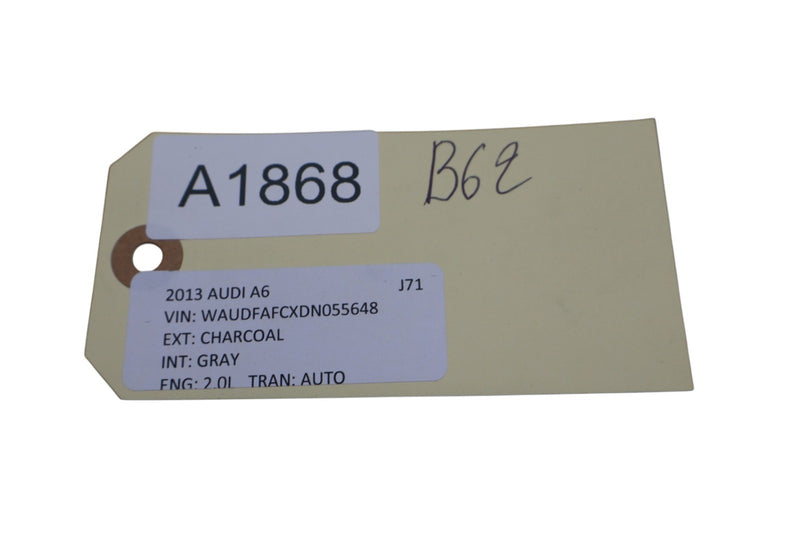 A1868
B62
2013 AUDI A6 J71
VIN: WAUDFAFCXDN055648
EXT: CHARCOAL
INT: GRAY
ENG: 2.0L TRAN: AUTO